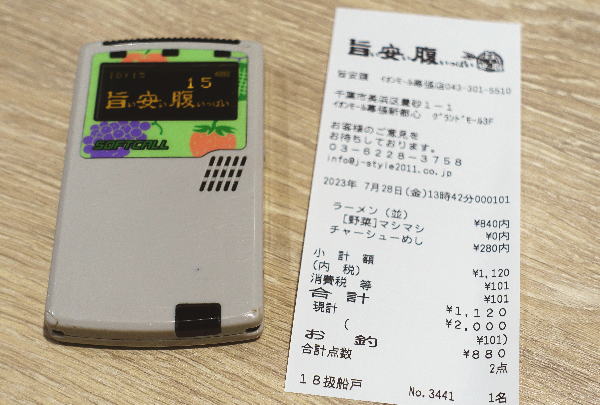 15
旨い安い腹いっぱい
SOFTCALL
旨い安い腹いっぱい
旨安腹 イオンモール幕張店043-301-5510
千葉市美浜区豊砂1-1
イオンモール幕張新都心 グランドモール3F
お客様のご意見を
お待ちしております。
03-6228-3758
info@j-style2011.co.jp
2023年 7月28日(金)13時42分000101
ラーメン(並) ¥840内
[野菜]マシマシ ¥0内
チャーシューめし ¥280内
小計額 ¥1,120
(内 税) ¥101
消費税 等 ¥101
合計 ¥1,120
現計 ¥2,000
( ¥101)
お釣 ¥880
合計点数 2点
18扱船戸 No.3441 1名